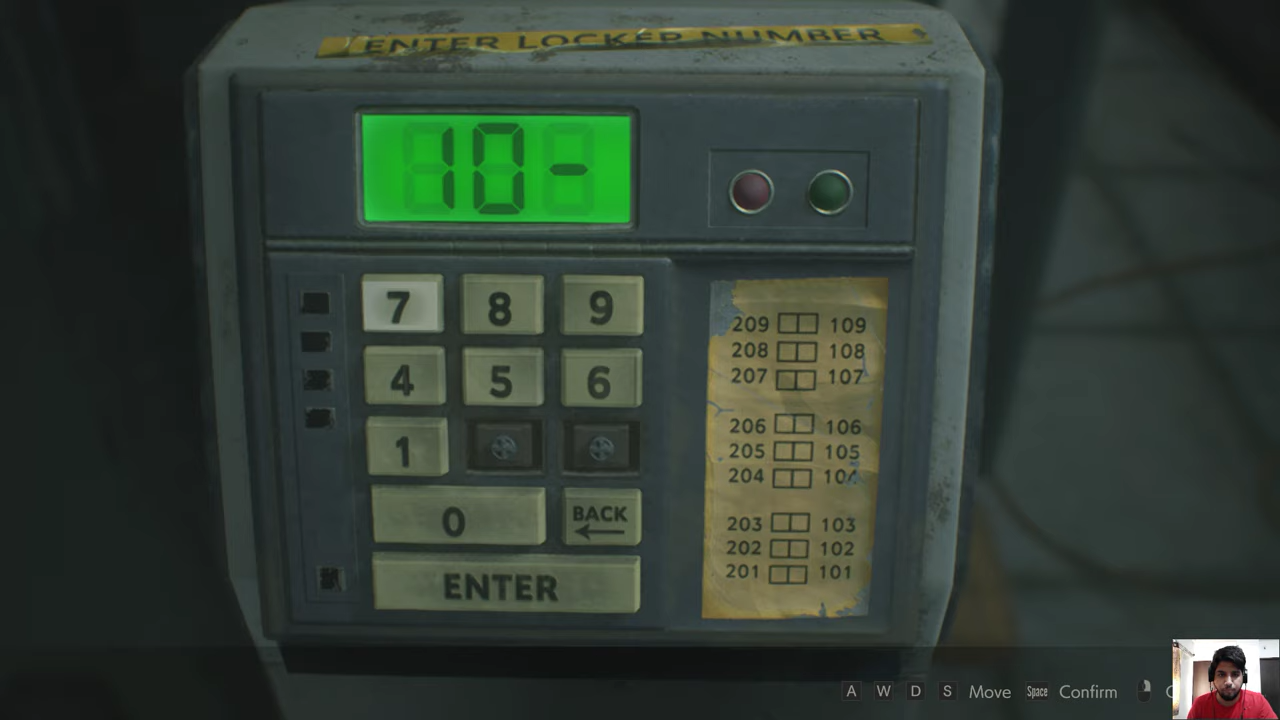 ENTER LOCKER NUMBER
10-
7 8 9
4 5 6
1
0 BACK
ENTER
209 109
208 108
207 107
206 106
205 105
204 104
203 103
202 102
201 101
A W D S Move Space Confirm